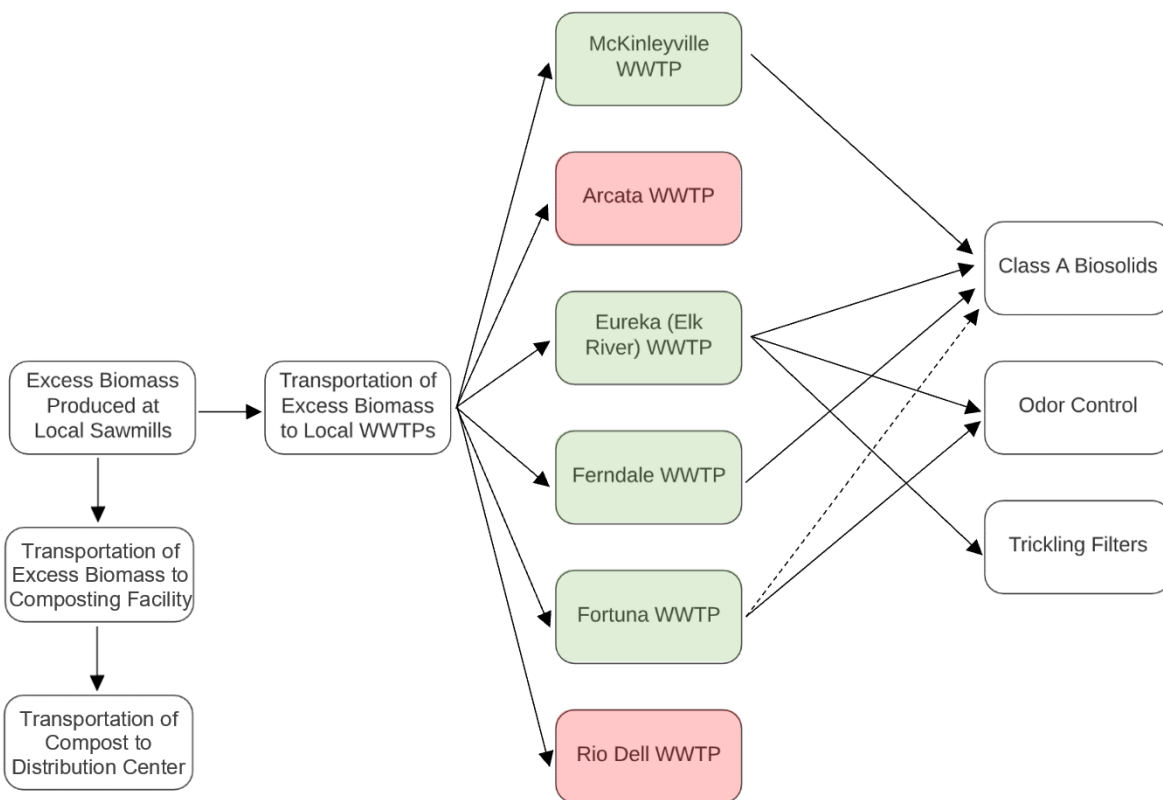 McKinleyville
WWTP
Arcata WWTP
Class A Biosolids
Eureka (Elk
River) WWTP
Excess Biomass
Produced at
Local Sawmills
Transportation of
Excess Biomass
to Local WWTPs
Odor Control
Ferndale WWTP
Trickling Filters
Transportation of
Excess Biomass to
Composting Facility
Fortuna WWTP
Transportation of
Compost to
Distribution Center
Rio Dell WWTP